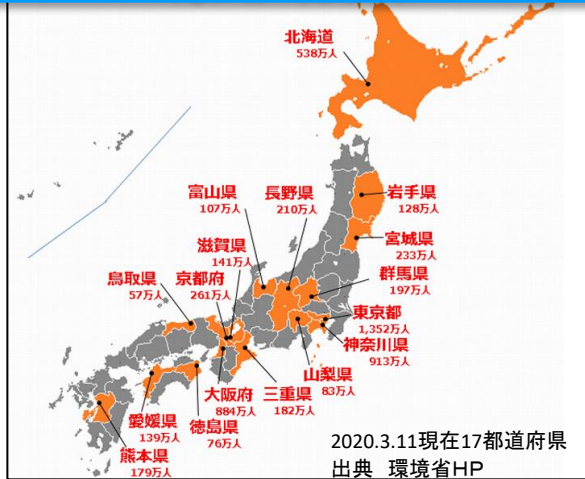 北海道
538万人
岩手県
128万人
宮城県
233万人
富山県
107万人
長野県
210万人
滋賀県
141万人
群馬県
197万人
鳥取県
57万人
京都府
261万人
東京都
1,352万人
神奈川県
913万人
山梨県
83万人
大阪府
884万人
三重県
182万人
愛媛県
139万人
徳島県
76万人
熊本県
179万人
2020.3.11現在17都道府県
出典 環境省HP